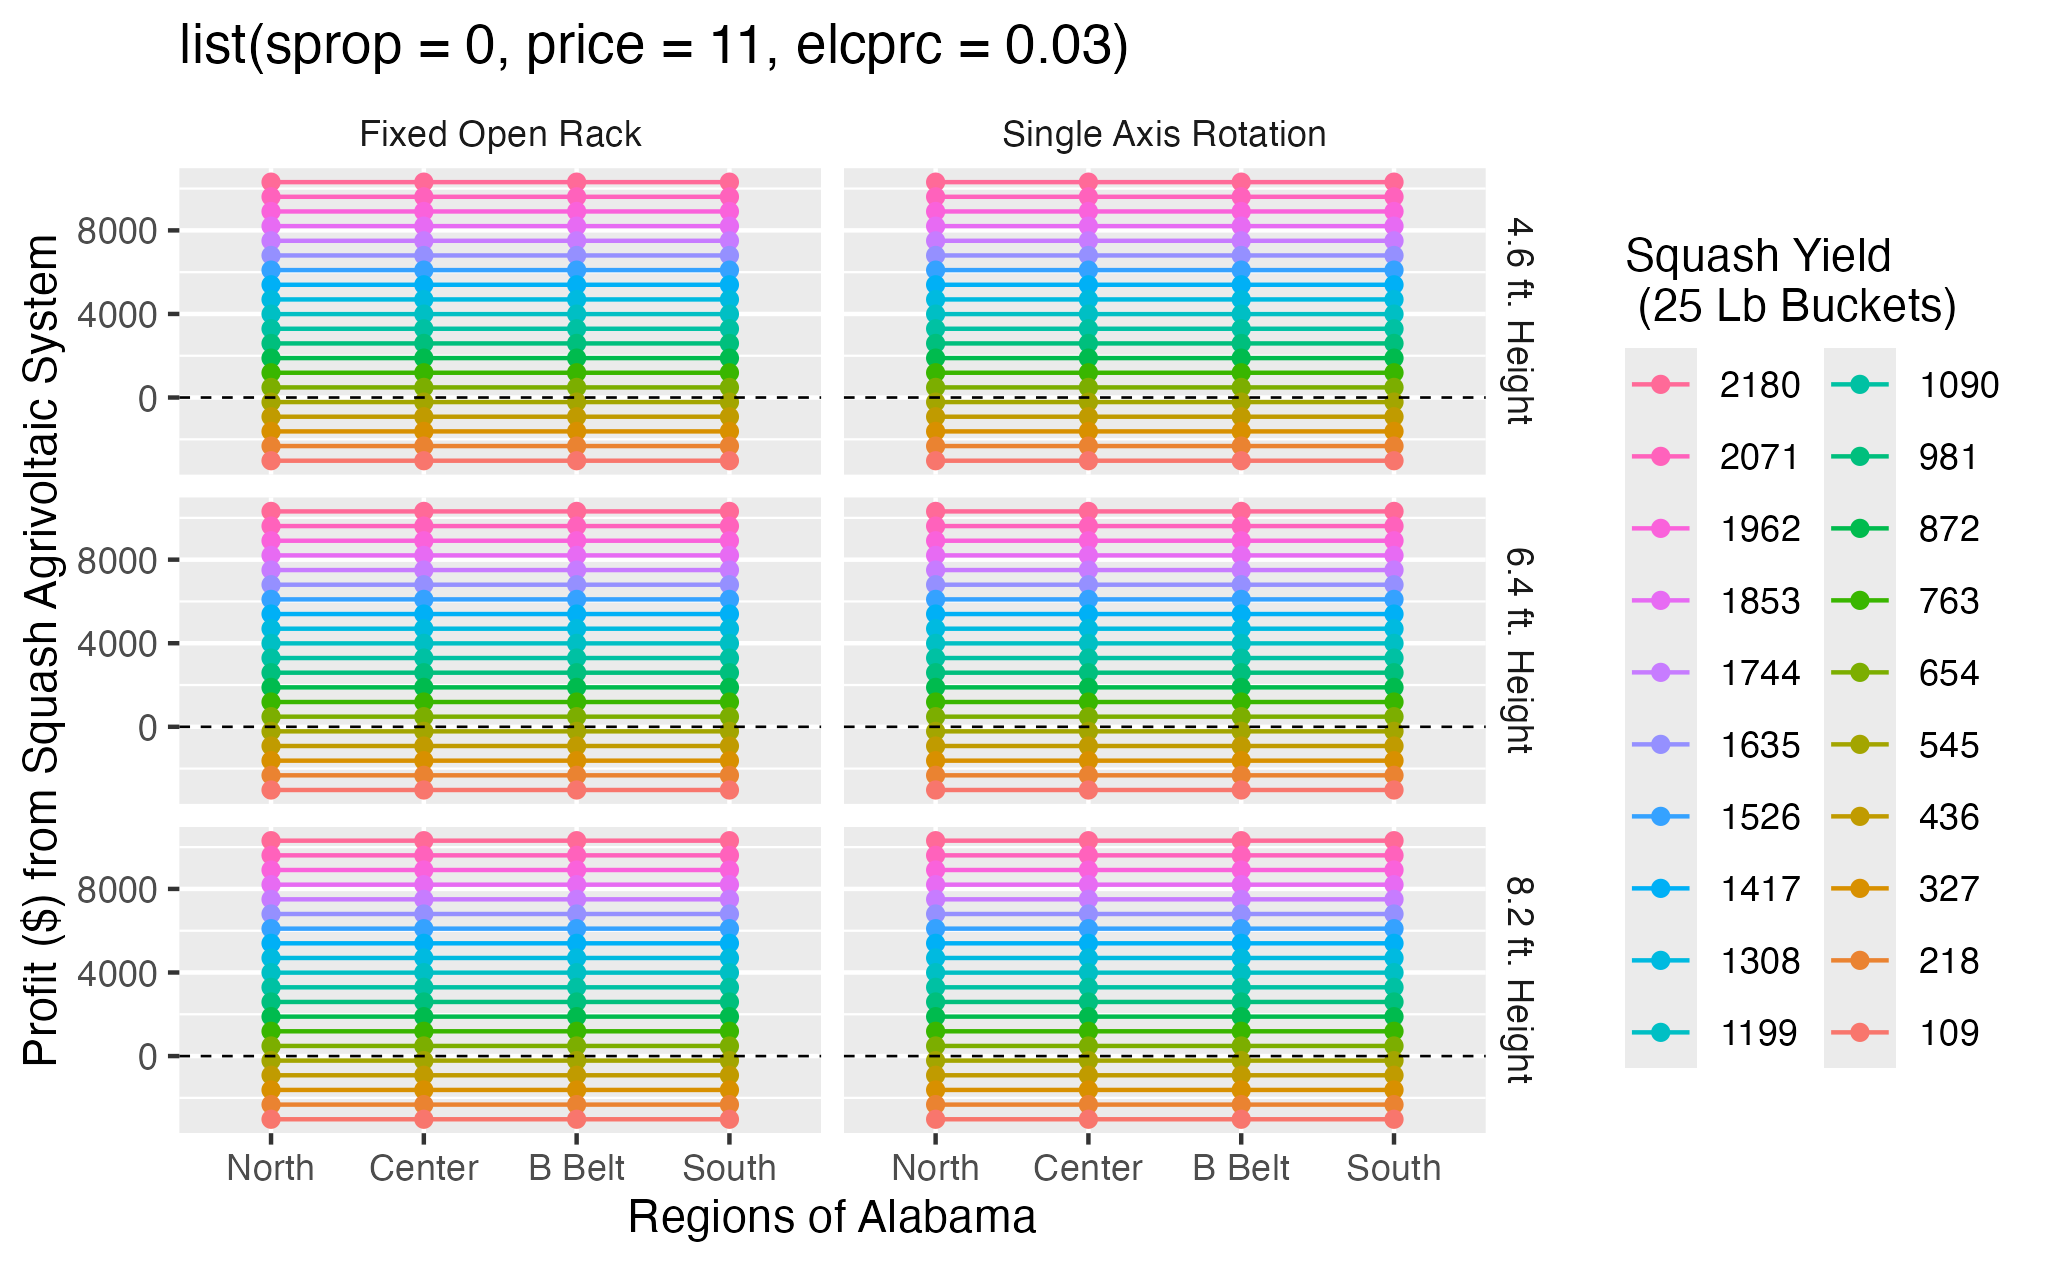 list(sprop = 0, price = 11, elcprc = 0.03)
Fixed Open Rack
Single Axis Rotation
Profit ($) from Squash Agrivoltaic System
8000
4000
0
4.6 ft. Height
8000
4000
0
6.4 ft. Height
8000
4000
0
8.2 ft. Height
North Center B Belt South
North Center B Belt South
Regions of Alabama
Squash Yield
(25 Lb Buckets)
2180 1090
2071 981
1962 872
1853 763
1744 654
1635 545
1526 436
1417 327
1308 218
1199 109